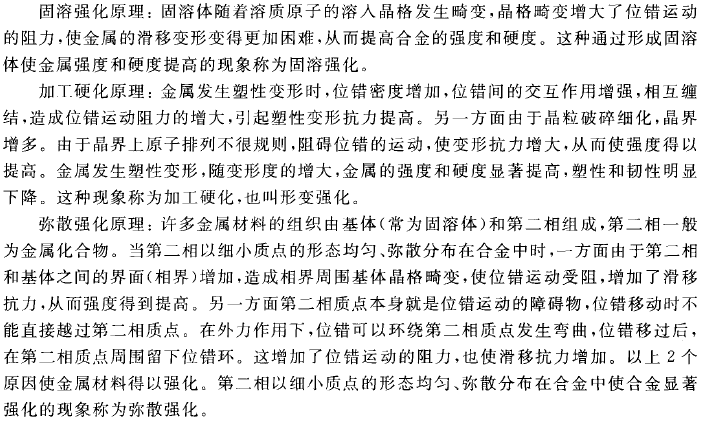 固溶强化原理：固溶体随着溶质原子的溶入晶格发生畸变，晶格畸变增大了位错运动
的阻力，使金属的滑移变形变得更加困难，从而提高合金的强度和硬度。这种通过形成固溶
体使金属强度和硬度提高的现象称为固溶强化。
加工硬化原理：金属发生塑性变形时，位错密度增加，位错间的交互作用增强，相互缠
结，造成位错运动阻力的增大，引起塑性变形抗力提高。另一方面由于晶粒破碎细化，晶界
增多。由于晶界上原子排列不很规则，阻碍位错的运动，使变形抗力增大，从而使强度得以
提高。金属发生塑性变形，随变形度的增大，金属的强度和硬度显著提高，塑性和韧性明显
下降。这种现象称为加工硬化，也叫形变强化。
弥散强化原理：许多金属材料的组织由基体（常为固溶体）和第二相组成，第二相一般
为金属化合物。当第二相以细小质点的形态均匀、弥散分布在合金中时，一方面由于第二相
和基体之间的界面（相界）增加，造成相界周围基体晶格畸变，使位错运动受阻，增加了滑移
抗力，从而强度得到提高。另一方面第二相质点本身就是位错运动的障碍物，位错移动时不
能直接越过第二相质点。在外力作用下，位错可以环绕第二相质点发生弯曲，位错移过后，
在第二相质点周围留下位错环。这增加了位错运动的阻力，也使滑移抗力增加。以上 2 个
原因使金属材料得以强化。第二相以细小质点的形态均匀、弥散分布在合金中使合金显著
强化的现象称为弥散强化。